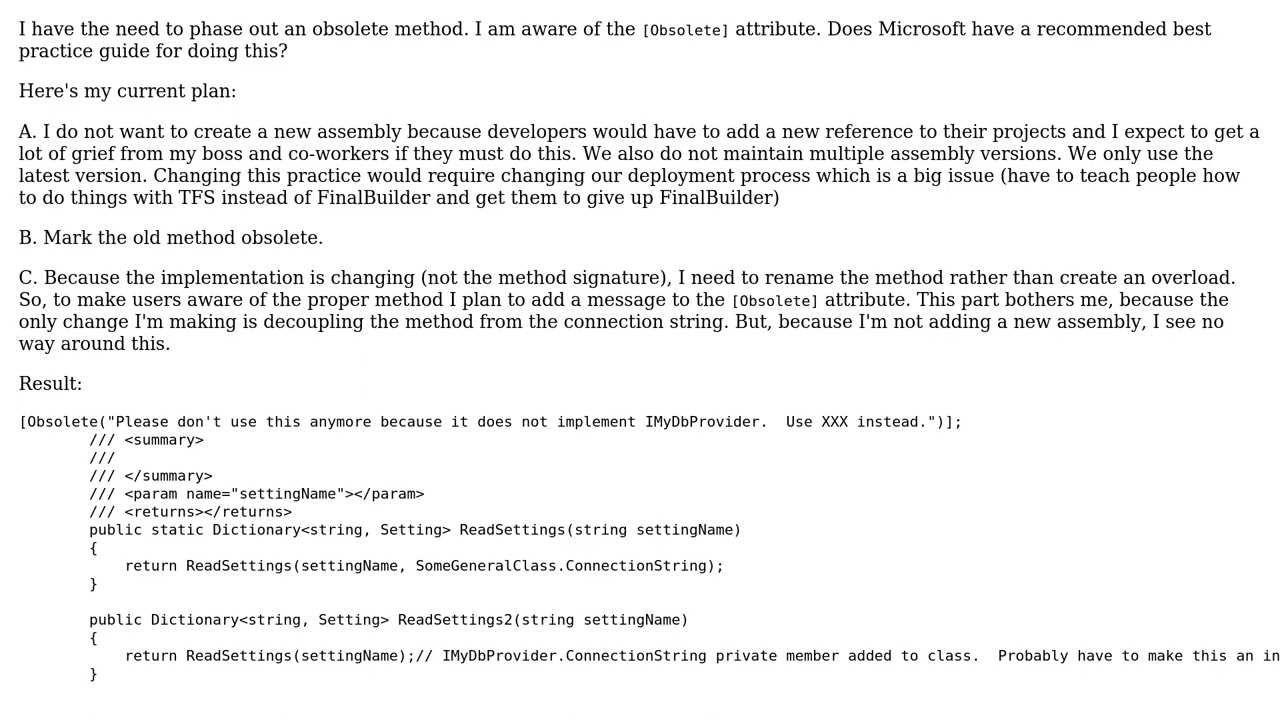 I have the need to phase out an obsolete method. I am aware of the [Obsolete] attribute. Does Microsoft have a recommended best
practice guide for doing this?
Here's my current plan:
A. I do not want to create a new assembly because developers would have to add a new reference to their projects and I expect to get a
lot of grief from my boss and co-workers if they must do this. We also do not maintain multiple assembly versions. We only use the
latest version. Changing this practice would require changing our deployment process which is a big issue (have to teach people how
to do things with TFS instead of FinalBuilder and get them to give up FinalBuilder)
B. Mark the old method obsolete.
C. Because the implementation is changing (not the method signature), I need to rename the method rather than create an overload.
So, to make users aware of the proper method I plan to add a message to the [Obsolete] attribute. This part bothers me, because the
only change I'm making is decoupling the method from the connection string. But, because I'm not adding a new assembly, I see no
way around this.
Result:
[Obsolete("Please don't use this anymore because it does not implement IMyDbProvider.  Use XXX instead.")];
        /// <summary>
        ///
        /// </summary>
        /// <param name="settingName"></param>
        /// <returns></returns>
        public static Dictionary<string, Setting> ReadSettings(string settingName)
        {
            return ReadSettings(settingName, SomeGeneralClass.ConnectionString);
        }
        public Dictionary<string, Setting> ReadSettings2(string settingName)
        {
            return ReadSettings(settingName);// IMyDbProvider.ConnectionString private member added to class.  Probably have to make this an in
        }